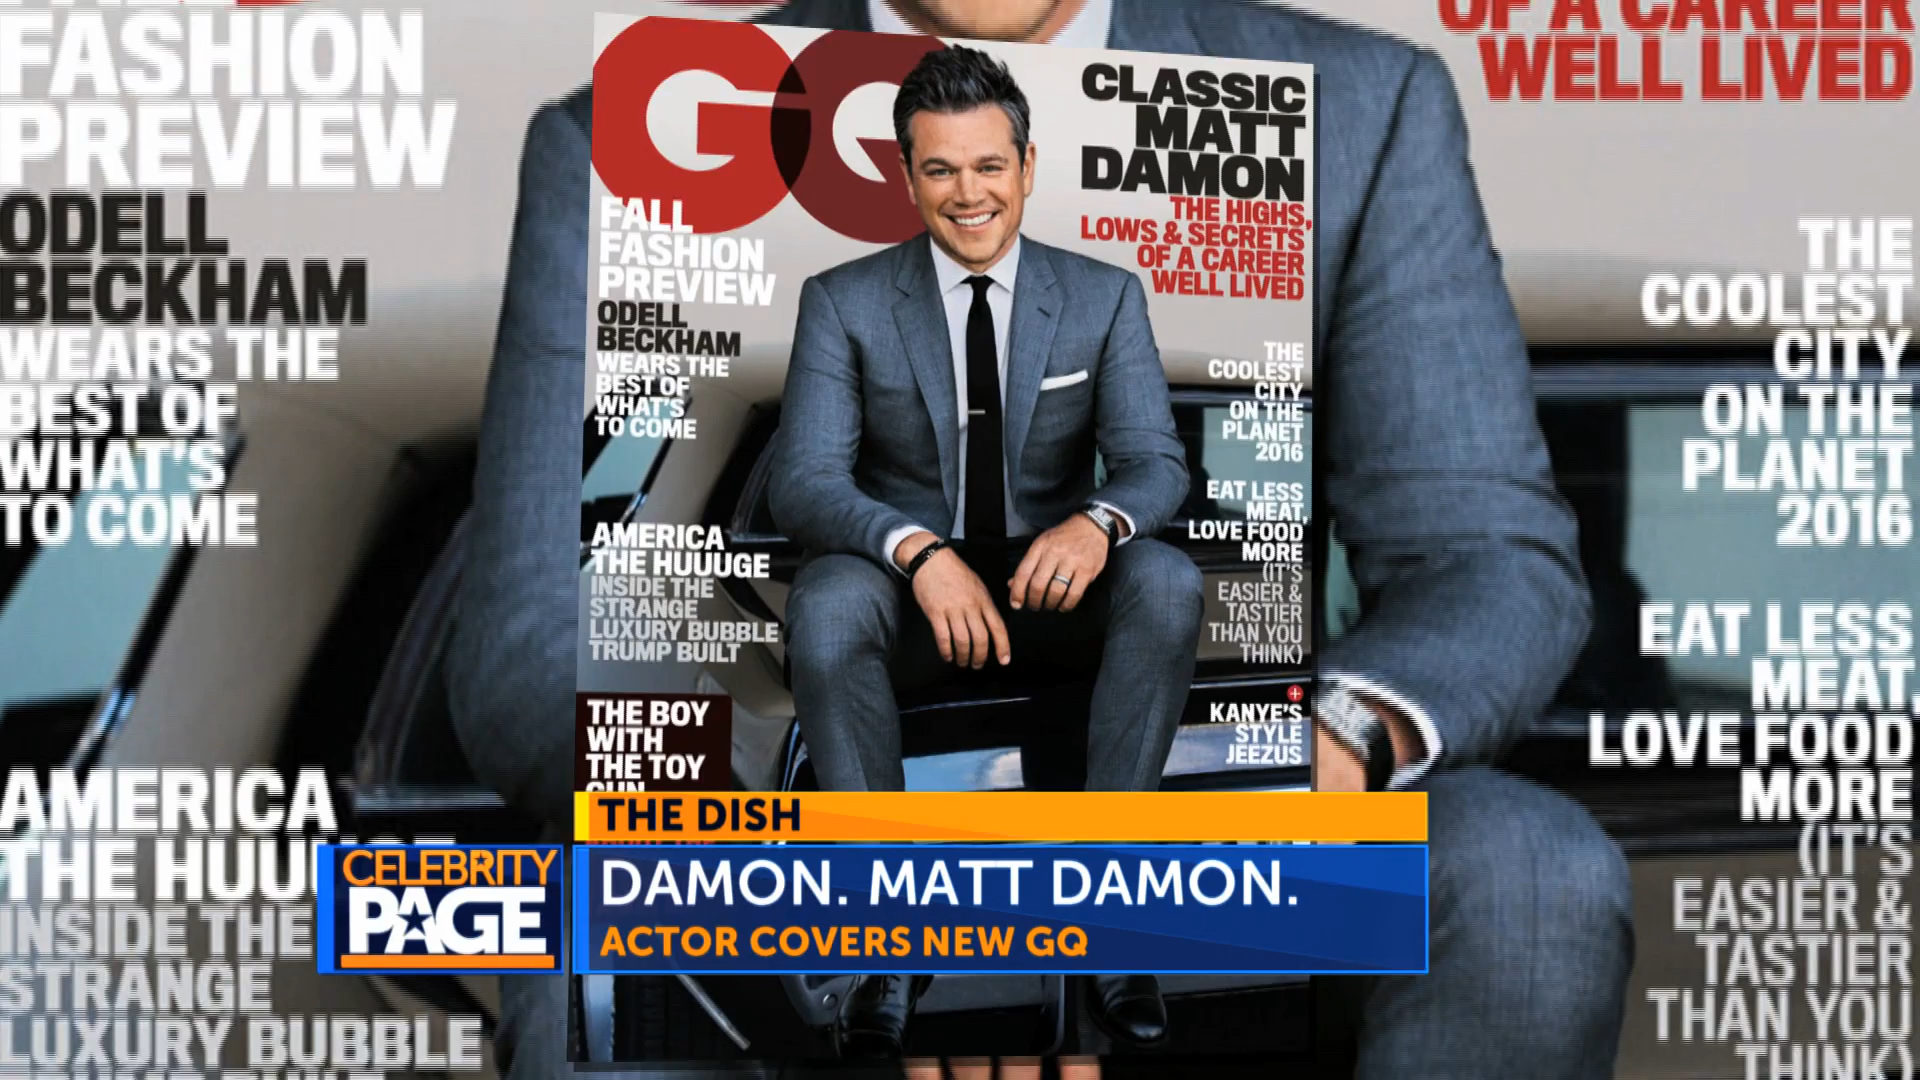 GQ
CLASSIC
MATT
DAMON
THE HIGHS,
LOWS & SECRETS
OF A CAREER
WELL LIVED
FALL
FASHION
PREVIEW
ODELL
BECKHAM
WEARS THE
BEST OF
WHAT'S
TO COME
AMERICA
THE HUUUGE
INSIDE THE
STRANGE
LUXURY BUBBLE
TRUMP BUILT
THE BOY
WITH
THE TOY
GUN
THE
COOLEST
CITY
ON THE
PLANET
2016
EAT LESS
MEAT,
LOVE FOOD
MORE
(IT'S
EASIER &
TASTIER
THAN YOU
THINK)
+
KANYE'S
STYLE
JEEZUS
THE DISH
DAMON. MATT DAMON.
ACTOR COVERS NEW GQ
CELEBRITY
PAGE
FASHION
PREVIEW
ODELL
BECKHAM
WEARS THE
BEST OF
WHAT'S
TO COME
AMERICA
THE HUU
INSIDE THE
STRANGE
LUXURY BUBBLE
OF A CAREER
WELL LIVED
THE
COOLEST
CITY
ON THE
PLANET
2016
EAT LESS
MEAT,
LOVE FOOD
MORE
(IT'S
EASIER &
TASTIER
THAN YOU
THINK)